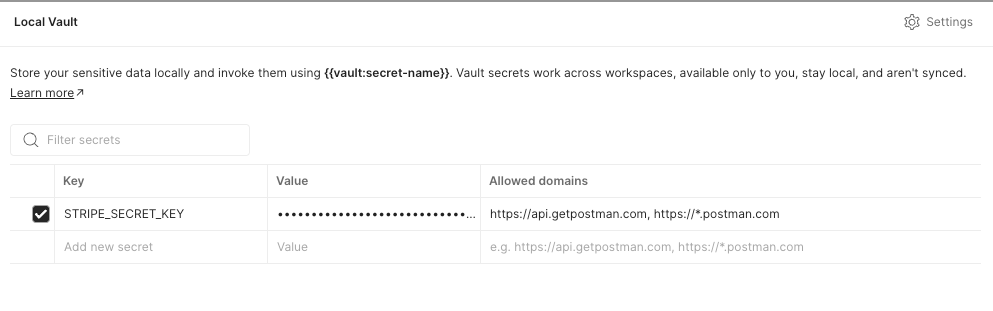 Local Vault
Settings
Store your sensitive data locally and invoke them using {{vault:secret-name}}. Vault secrets work across workspaces, available only to you, stay local, and aren't synced.
Learn more↗
Filter secrets
Key Value Allowed domains
STRIPE_SECRET_KEY ••••••••••••••••••••••••••••... https://api.getpostman.com, https://*.postman.com
Add new secret Value e.g. https://api.getpostman.com, https://*.postman.com